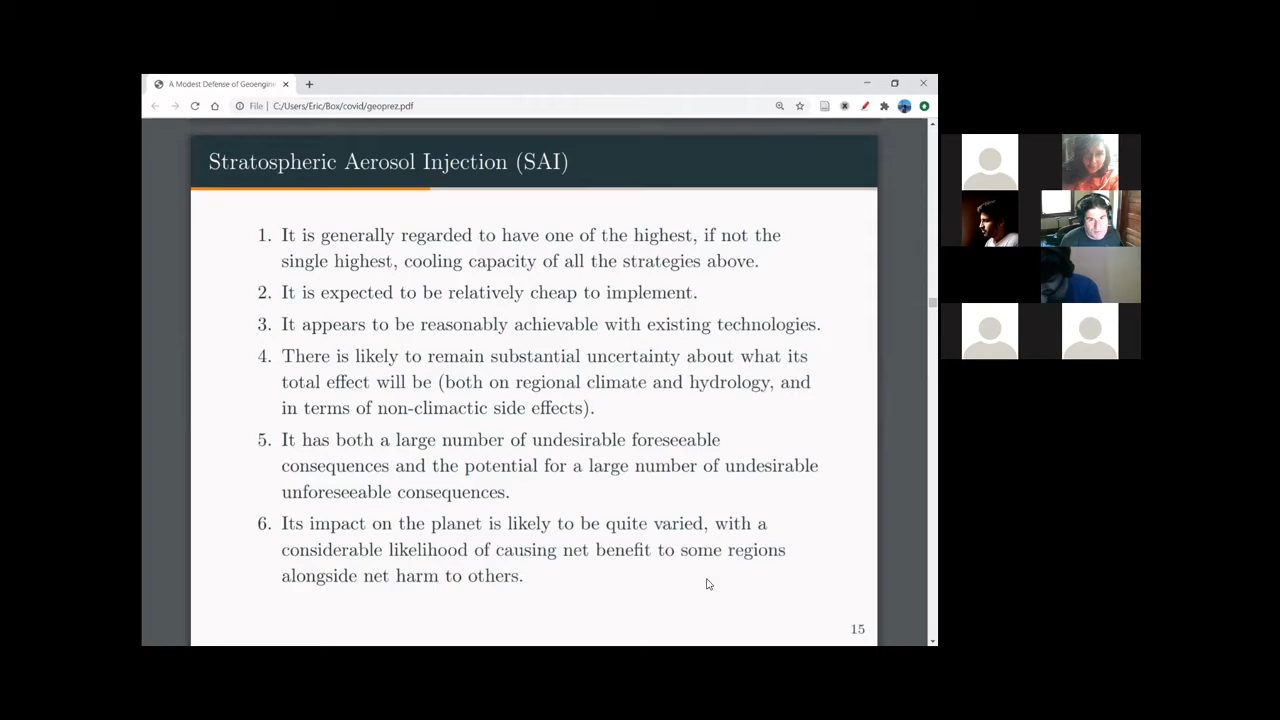 A Modest Defense of Geoengine
File | C:/Users/Eric/Box/covid/geoprez.pdf
Stratospheric Aerosol Injection (SAI)
1. It is generally regarded to have one of the highest, if not the
single highest, cooling capacity of all the strategies above.
2. It is expected to be relatively cheap to implement.
3. It appears to be reasonably achievable with existing technologies.
4. There is likely to remain substantial uncertainty about what its
total effect will be (both on regional climate and hydrology, and
in terms of non-climactic side effects).
5. It has both a large number of undesirable foreseeable
consequences and the potential for a large number of undesirable
unforeseeable consequences.
6. Its impact on the planet is likely to be quite varied, with a
considerable likelihood of causing net benefit to some regions
alongside net harm to others.
15